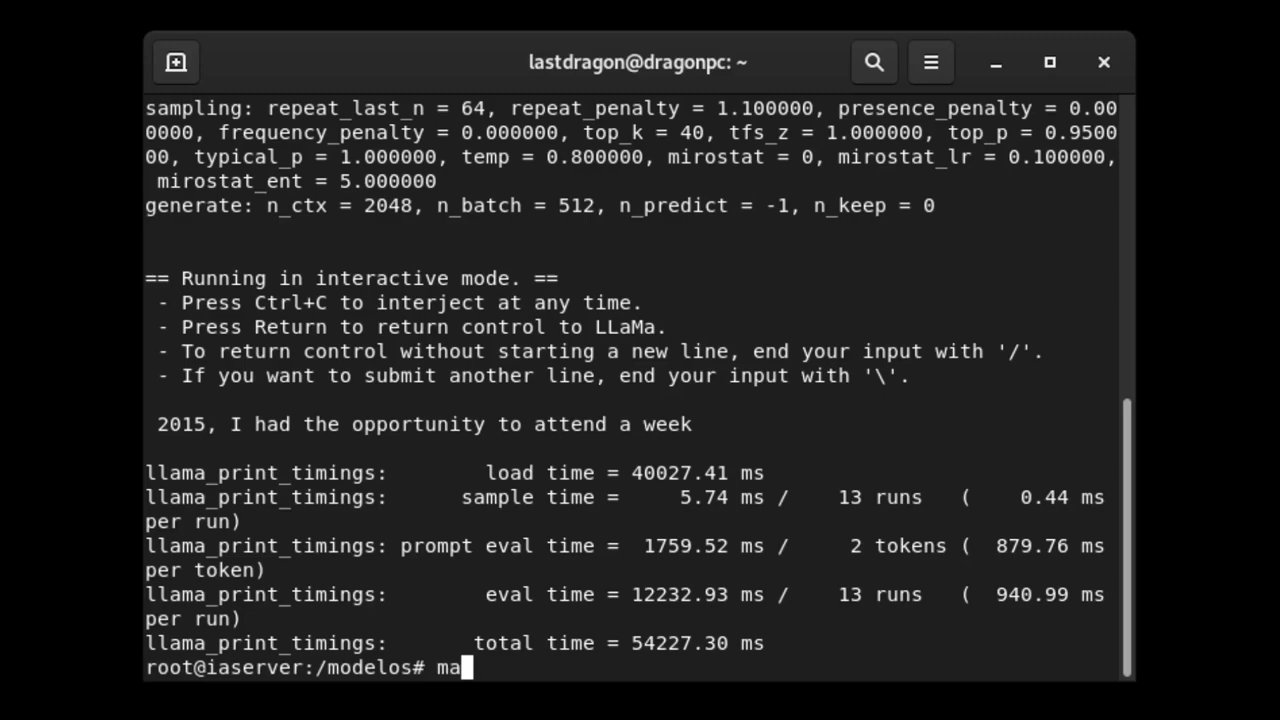 lastdragon@dragonpc: ~
sampling: repeat_last_n = 64, repeat_penalty = 1.100000, presence_penalty = 0.00
0000, frequency_penalty = 0.000000, top_k = 40, tfs_z = 1.000000, top_p = 0.9500
00, typical_p = 1.000000, temp = 0.800000, mirostat = 0, mirostat_lr = 0.100000,
 mirostat_ent = 5.000000
generate: n_ctx = 2048, n_batch = 512, n_predict = -1, n_keep = 0
== Running in interactive mode. ==
 - Press Ctrl+C to interject at any time.
 - Press Return to return control to LLaMa.
 - To return control without starting a new line, end your input with '/'.
 - If you want to submit another line, end your input with '\'.
 2015, I had the opportunity to attend a week
llama_print_timings:        load time = 40027.41 ms
llama_print_timings:      sample time =     5.74 ms /    13 runs   (    0.44 ms
per run)
llama_print_timings: prompt eval time =  1759.52 ms /     2 tokens (  879.76 ms
per token)
llama_print_timings:        eval time = 12232.93 ms /    13 runs   (  940.99 ms
per run)
llama_print_timings:       total time = 54227.30 ms
root@iaserver:/modelos# ma